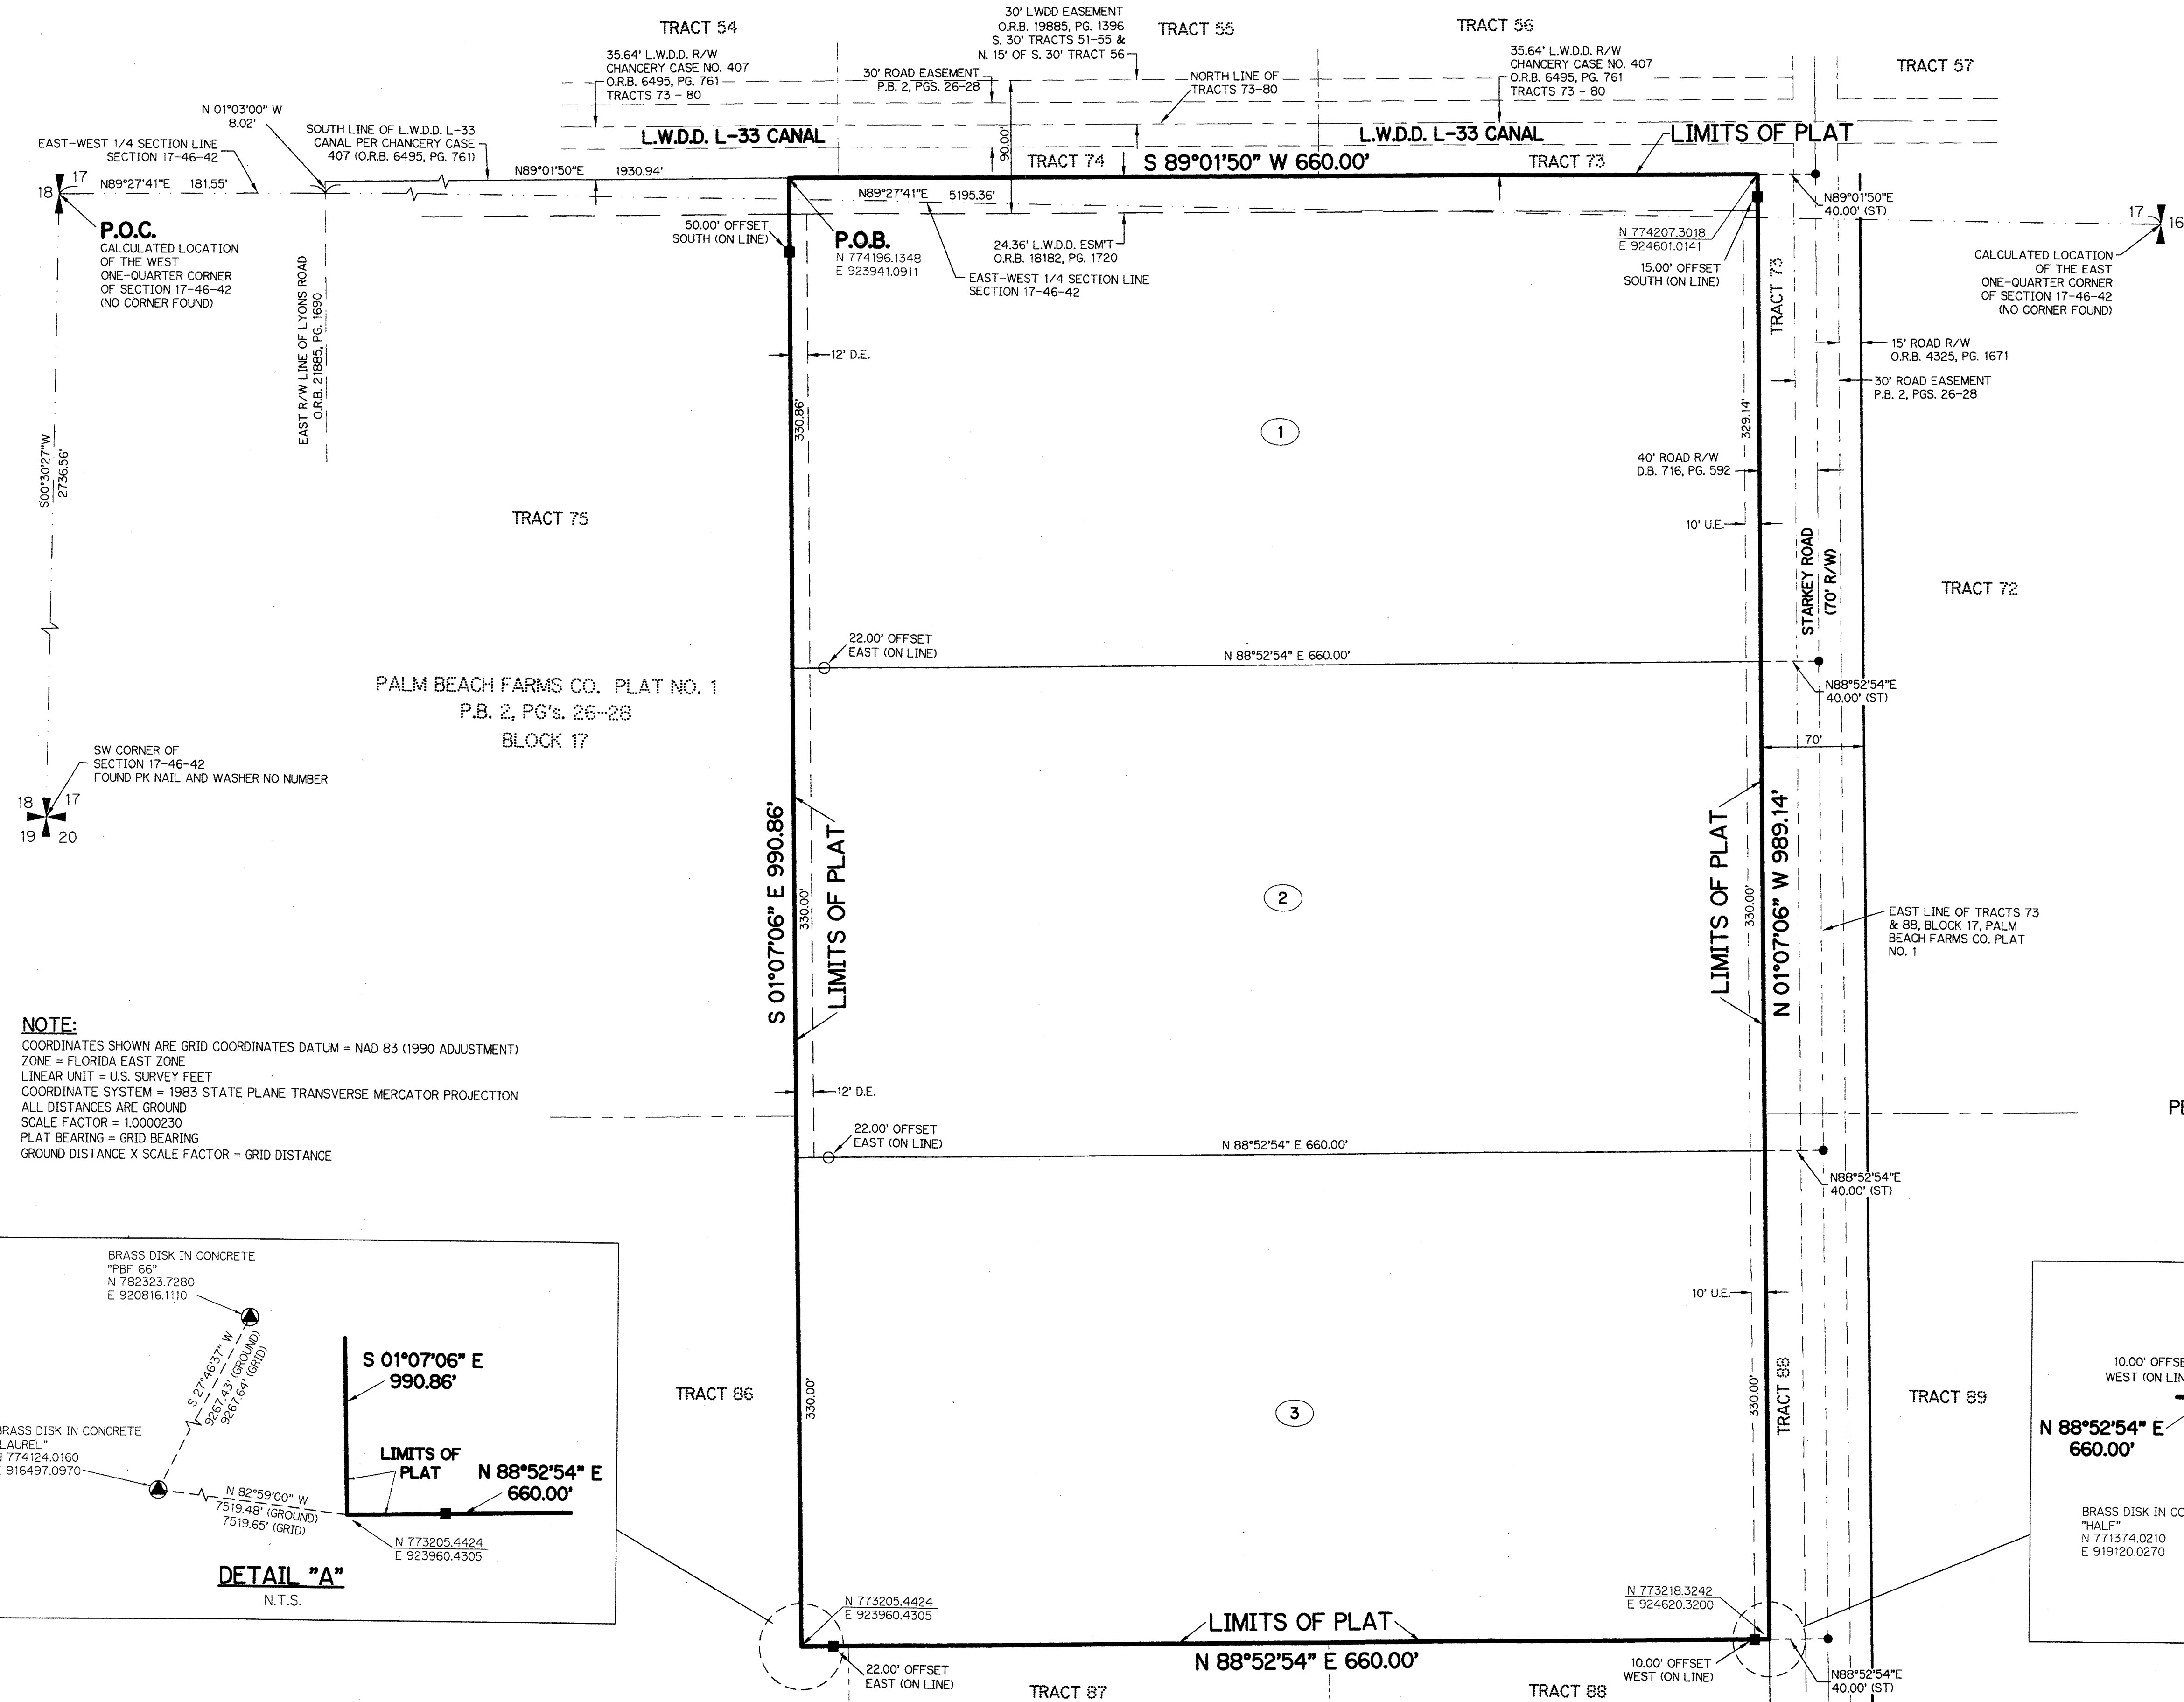 TRACT 54
30' LWDD EASEMENT
O.R.B. 19885, PG. 1396
S. 30' TRACTS 51-55 &
N. 15' OF S. 30' TRACT 56
TRACT 55
TRACT 56
TRACT 57
35.64' L.W.D.D. R/W
CHANCERY CASE NO. 407
O.R.B. 6495, PG. 761
TRACTS 73 - 80
30' ROAD EASEMENT
P.B. 2, PGS. 26-28
NORTH LINE OF
TRACTS 73-80
35.64' L.W.D.D. R/W
CHANCERY CASE NO. 407
O.R.B. 6495, PG. 761
TRACTS 73 - 80
N 01°03'00" W
8.02'
EAST-WEST 1/4 SECTION LINE
SECTION 17-46-42
SOUTH LINE OF L.W.D.D. L-33
CANAL PER CHANCERY CASE
407 (O.R.B. 6495, PG. 761)
L.W.D.D. L-33 CANAL
90.00'
L.W.D.D. L-33 CANAL
LIMITS OF PLAT
TRACT 74
S 89°01'50" W 660.00'
TRACT 73
18
17
N89°27'41"E 181.55'
N89°01'50"E 1930.94'
N89°27'41"E 5195.36'
N89°01'50"E
40.00' (ST)
17
16
P.O.C.
CALCULATED LOCATION
OF THE WEST
ONE-QUARTER CORNER
OF SECTION 17-46-42
(NO CORNER FOUND)
50.00' OFFSET
SOUTH (ON LINE)
P.O.B.
N 774196.1348
E 923941.0911
24.36' L.W.D.D. ESM'T
O.R.B. 18182, PG. 1720
EAST-WEST 1/4 SECTION LINE
SECTION 17-46-42
N 774207.3018
E 924601.0141
15.00' OFFSET
SOUTH (ON LINE)
CALCULATED LOCATION
OF THE EAST
ONE-QUARTER CORNER
OF SECTION 17-46-42
(NO CORNER FOUND)
EAST R/W LINE OF LYONS ROAD
O.R.B. 21885, PG. 1690
TRACT 73
12' D.E.
15' ROAD R/W
O.R.B. 4325, PG. 1671
30' ROAD EASEMENT
P.B. 2, PGS. 26-28
330.86'
1
329.14'
S00°30'27"W
2736.56'
40' ROAD R/W
D.B. 716, PG. 592
TRACT 75
10' U.E.
STARKEY ROAD
(70' R/W)
TRACT 72
22.00' OFFSET
EAST (ON LINE)
N 88°52'54" E 660.00'
N88°52'54"E
40.00' (ST)
PALM BEACH FARMS CO. PLAT NO. 1
P.B. 2, PG's. 26-28
BLOCK 17
70'
SW CORNER OF
SECTION 17-46-42
FOUND PK NAIL AND WASHER NO NUMBER
18
17
19
20
S 01°07'06" E 990.86'
330.00'
LIMITS OF PLAT
2
LIMITS OF PLAT
330.00'
N 01°07'06" W 989.14'
EAST LINE OF TRACTS 73
& 88, BLOCK 17, PALM
BEACH FARMS CO. PLAT
NO. 1
NOTE:
COORDINATES SHOWN ARE GRID COORDINATES DATUM = NAD 83 (1990 ADJUSTMENT)
ZONE = FLORIDA EAST ZONE
LINEAR UNIT = U.S. SURVEY FEET
COORDINATE SYSTEM = 1983 STATE PLANE TRANSVERSE MERCATOR PROJECTION
ALL DISTANCES ARE GROUND
SCALE FACTOR = 1.0000230
PLAT BEARING = GRID BEARING
GROUND DISTANCE X SCALE FACTOR = GRID DISTANCE
12' D.E.
22.00' OFFSET
EAST (ON LINE)
N 88°52'54" E 660.00'
N88°52'54"E
40.00' (ST)
BRASS DISK IN CONCRETE
"PBF 66"
N 782323.7280
E 920816.1110
S 27°46'37" W
9267.43' (GROUND)
9267.64' (GRID)
S 01°07'06" E
990.86'
BRASS DISK IN CONCRETE
LAUREL"
N 774124.0160
E 916497.0970
LIMITS OF
PLAT
N 88°52'54" E
660.00'
N 82°59'00" W
7519.48' (GROUND)
7519.65' (GRID)
N 773205.4424
E 923960.4305
DETAIL "A"
N.T.S.
10' U.E.
TRACT 86
330.00'
3
330.00'
TRACT 88
TRACT 89
10.00' OFFSE
WEST (ON LIN
N 88°52'54" E
660.00'
BRASS DISK IN CO
"HALF"
N 771374.0210
E 919120.0270
N 773205.4424
E 923960.4305
LIMITS OF PLAT
N 773218.3242
E 924620.3200
22.00' OFFSET
EAST (ON LINE)
N 88°52'54" E 660.00'
10.00' OFFSET
WEST (ON LINE)
N88°52'54"E
40.00' (ST)
TRACT 87
TRACT 88